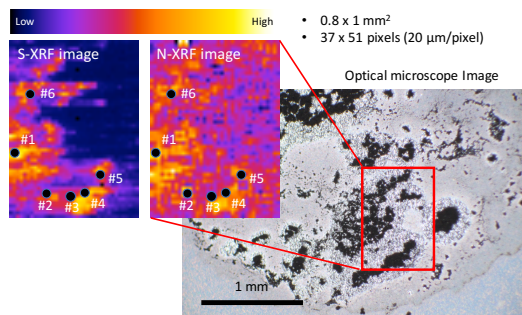 Low
High
• 0.8 x 1 mm²
• 37 x 51 pixels (20 µm/pixel)
S-XRF image
N-XRF image
Optical microscope Image
#6
#1
#5
#2
#3
#4
#6
#1
#5
#2
#3
#4
1 mm